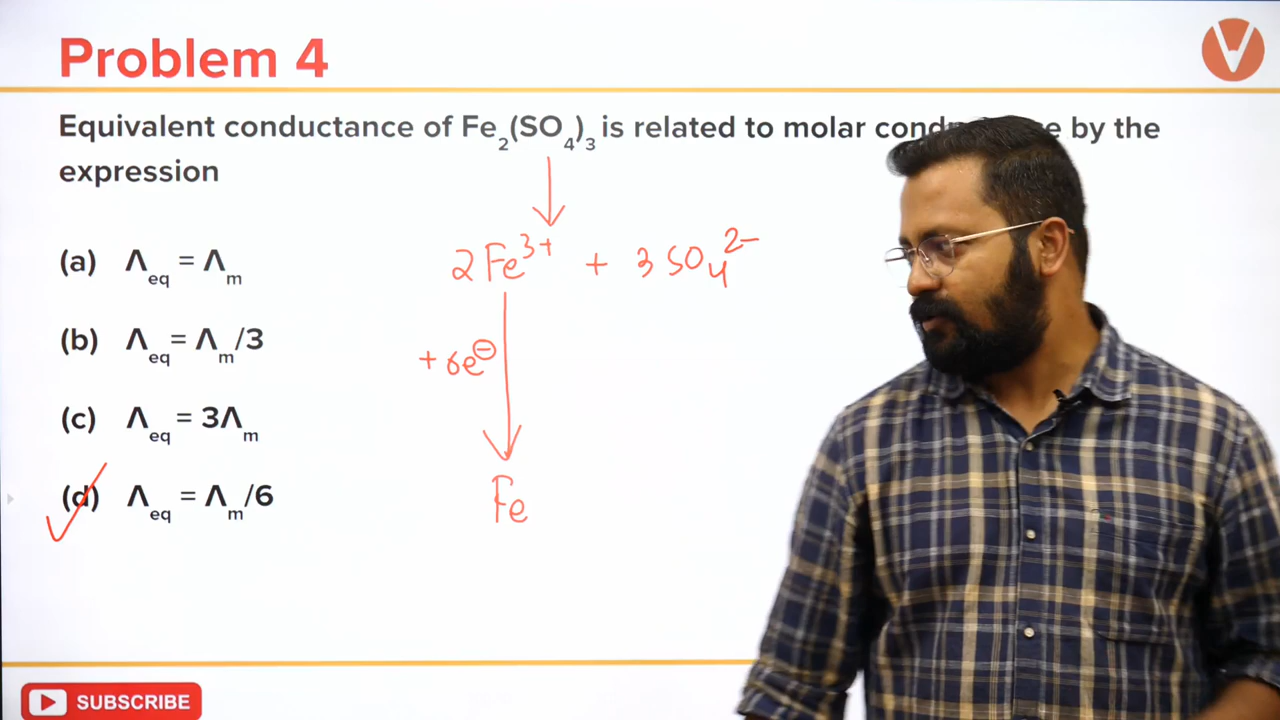 Problem 4
Equivalent conductance of Fe₂(SO₄)₃ is related to molar e by the
expression
(a) Λeq = Λm
(b) Λeq = Λm/3
(c) Λeq = 3Λm
(d) Λeq = Λm/6
2Fe³⁺ + 3SO₄²⁻
+6e⊖
Fe
SUBSCRIBE